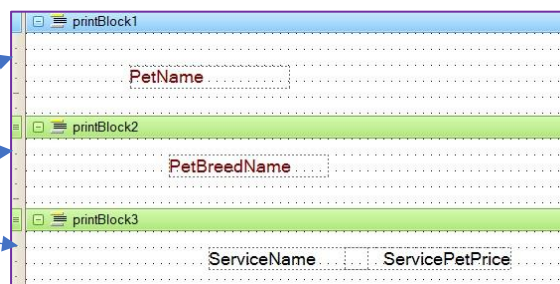 printBlock1
PetName
printBlock2
PetBreedName
printBlock3
ServiceName ServicePetPrice